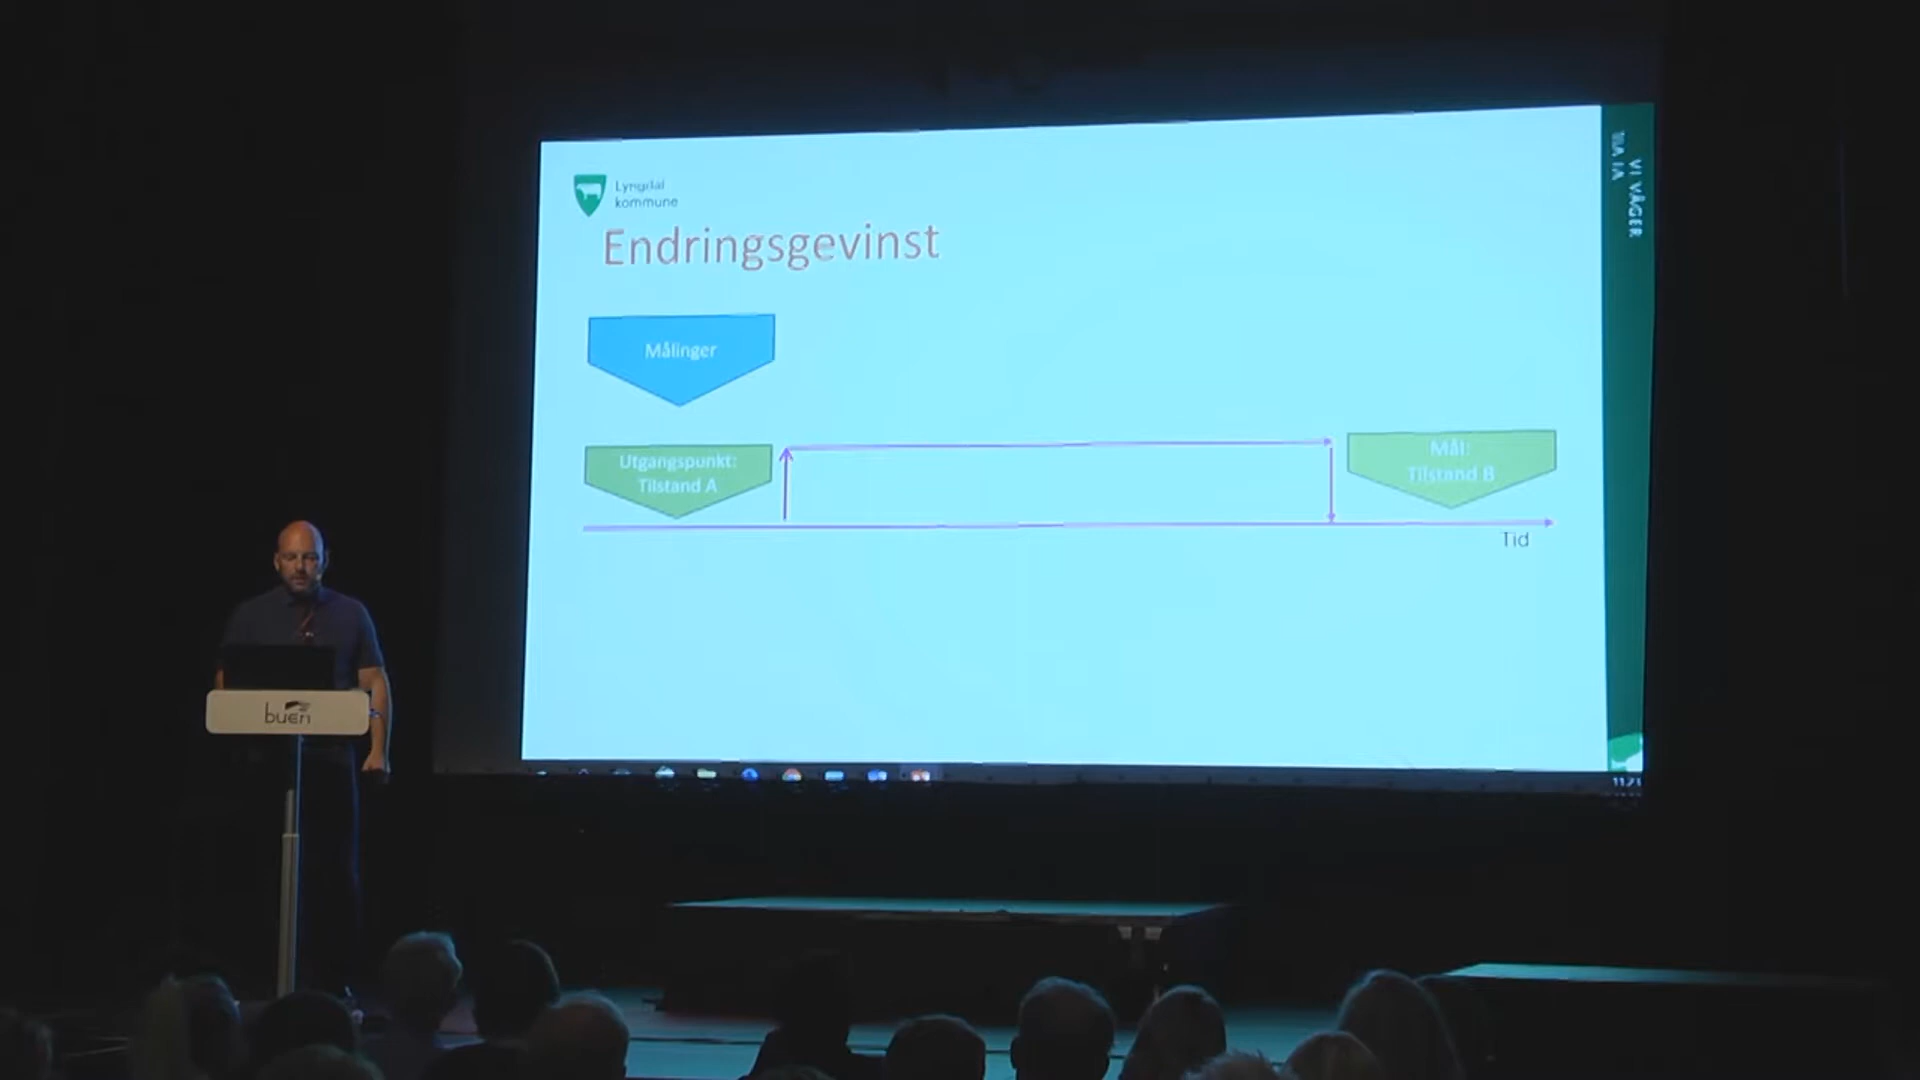 Lyngdal
kommune
Endringsgevinst
Målinger
Utgangspunkt:
Tilstand A
Mål:
Tilstand B
Tid
VI VÅGER
buen